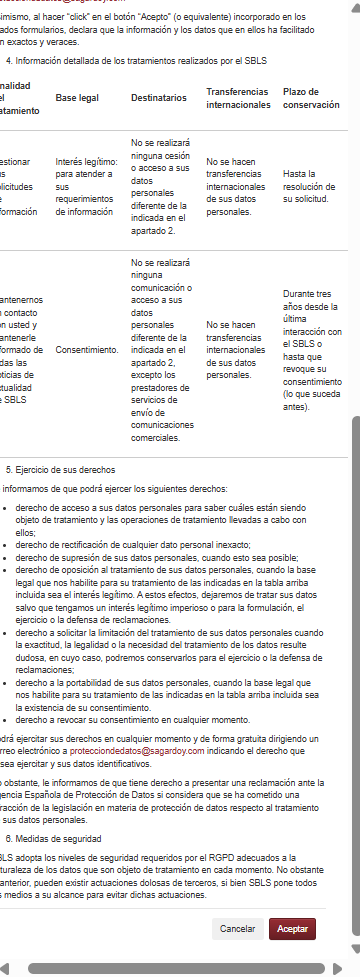 imismo, al hacer "click" en el botón "Acepto" (o equivalente) incorporado en los
ados formularios, declara que la información y los datos que en ellos ha facilitado
n exactos y veraces.
4. Información detallada de los tratamientos realizados por el SBLS
nalidad
el
atamiento
Base legal
Destinatarios
Transferencias
internacionales
Plazo de
conservación
estionar
us
licitudes
e
formación
Interés legítimo:
para atender a
sus
requerimientos
de información
No se realizará
ninguna cesión
o acceso a sus
datos
personales
diferente de la
indicada en el
apartado 2.
No se hacen
transferencias
internacionales
de sus datos
personales.
Hasta la
resolución de
su solicitud.
antenernos
n contacto
on usted y
antenerle
formado de
das las
oticias de
ctualidad
e SBLS
Consentimiento.
No se realizará
ninguna
comunicación o
acceso a sus
datos
personales
diferente de la
indicada en el
apartado 2,
excepto los
prestadores de
servicios de
envío de
comunicaciones
comerciales.
No se hacen
transferencias
internacionales
de sus datos
personales.
Durante tres
años desde la
última
interacción con
el SBLS o
hasta que
revoque su
consentimiento
(lo que suceda
antes).
5. Ejercicio de sus derechos
informamos de que podrá ejercer los siguientes derechos:
• derecho de acceso a sus datos personales para saber cuáles están siendo
objeto de tratamiento y las operaciones de tratamiento llevadas a cabo con
ellos;
• derecho de rectificación de cualquier dato personal inexacto;
• derecho de supresión de sus datos personales, cuando esto sea posible;
• derecho de oposición al tratamiento de sus datos personales, cuando la base
legal que nos habilite para su tratamiento de las indicadas en la tabla arriba
incluida sea el interés legítimo. A estos efectos, dejaremos de tratar sus datos
salvo que tengamos un interés legítimo imperioso o para la formulación, el
ejercicio o la defensa de reclamaciones.
• derecho a solicitar la limitación del tratamiento de sus datos personales cuando
la exactitud, la legalidad o la necesidad del tratamiento de los datos resulte
dudosa, en cuyo caso, podremos conservarlos para el ejercicio o la defensa de
reclamaciones;
• derecho a la portabilidad de sus datos personales, cuando la base legal que
nos habilite para su tratamiento de las indicadas en la tabla arriba incluida sea
la existencia de su consentimiento.
• derecho a revocar su consentimiento en cualquier momento.
drá ejercitar sus derechos en cualquier momento y de forma gratuita dirigiendo un
rreo electrónico a protecciondedatos@sagardoy.com indicando el derecho que
sea ejercitar y sus datos identificativos.
o obstante, le informamos de que tiene derecho a presentar una reclamación ante la
gencia Española de Protección de Datos si considera que se ha cometido una
racción de la legislación en materia de protección de datos respecto al tratamiento
sus datos personales.
6. Medidas de seguridad
BLS adopta los niveles de seguridad requeridos por el RGPD adecuados a la
turaleza de los datos que son objeto de tratamiento en cada momento. No obstante
anterior, pueden existir actuaciones dolosas de terceros, si bien SBLS pone todos
s medios a su alcance para evitar dichas actuaciones.
Cancelar
Aceptar